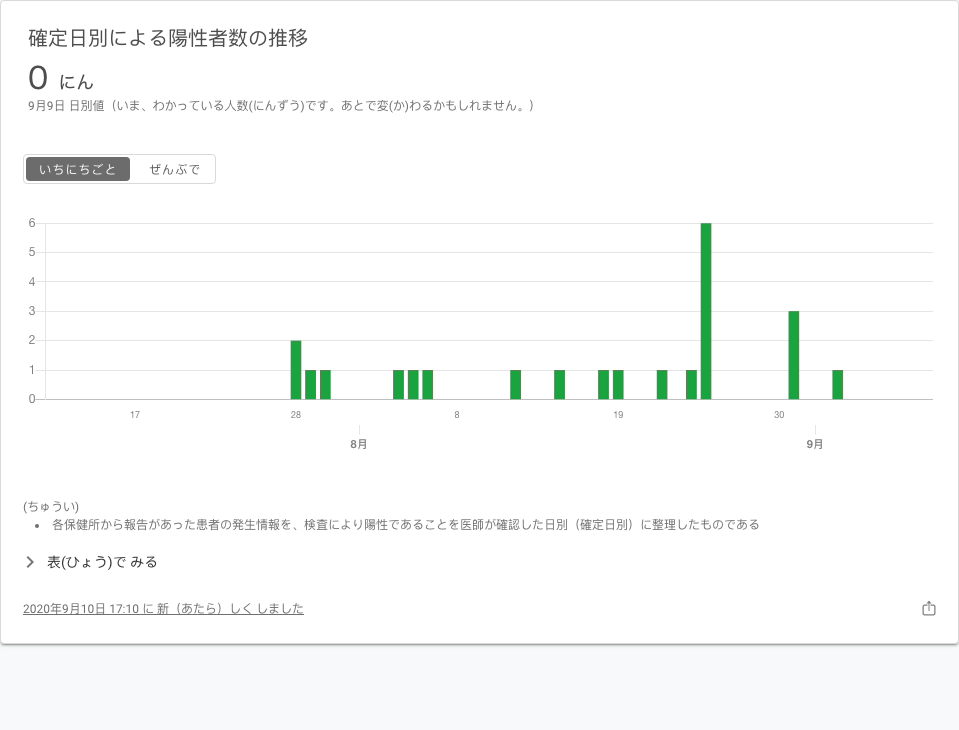 確定日別による陽性者数の推移
0 にん
9月9日 日別値（いま、わかっている人数(にんずう)です。あとで変(か)わるかもしれません。）
いちにちごと ぜんぶで
6
5
4
3
2
1
0
17 28 8 19 30
8月 9月
(ちゅうい)
• 各保健所から報告があった患者の発生情報を、検査により陽性であることを医師が確認した日別（確定日別）に整理したものである
表(ひょう)で みる
2020年9月10日 17:10 に 新（あたら）しく しました